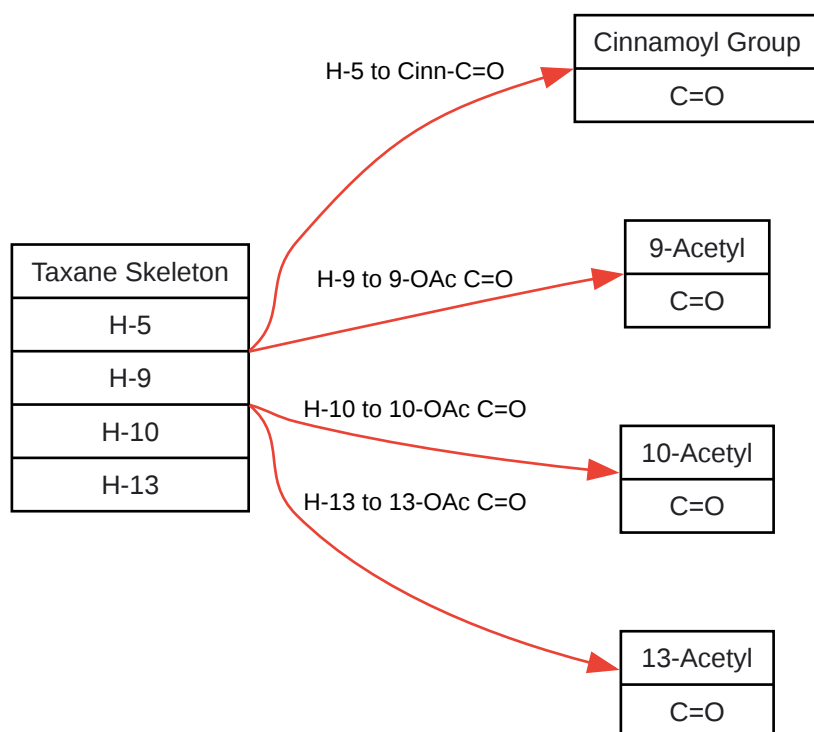 Cinnamoyl Group
C=O
H-5 to Cinn-C=O
9-Acetyl
C=O
H-9 to 9-OAc C=O
Taxane Skeleton
H-5
H-9
H-10
H-13
H-10 to 10-OAc C=O
10-Acetyl
C=O
H-13 to 13-OAc C=O
13-Acetyl
C=O